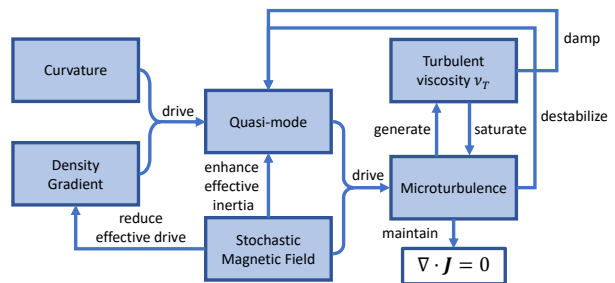 Curvature
Density
Gradient
drive
Quasi-mode
enhance
effective
inertia
reduce
effective drive
Stochastic
Magnetic Field
drive
Turbulent
viscosity ν_T
damp
destabilize
generate
saturate
Microturbulence
maintain
∇ · J = 0